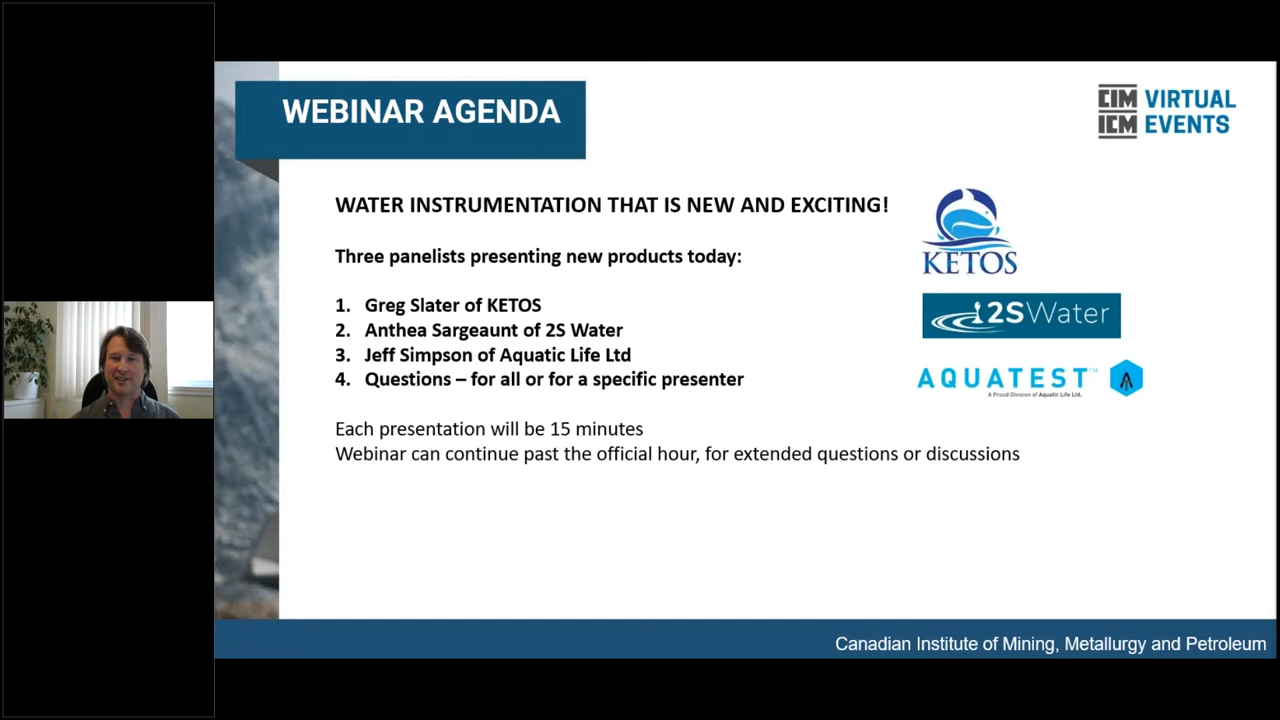 WEBINAR AGENDA
CIM VIRTUAL
ICM EVENTS
WATER INSTRUMENTATION THAT IS NEW AND EXCITING!
Three panelists presenting new products today:
1. Greg Slater of KETOS
2. Anthea Sargeaunt of 2S Water
3. Jeff Simpson of Aquatic Life Ltd
4. Questions – for all or for a specific presenter
Each presentation will be 15 minutes
Webinar can continue past the official hour, for extended questions or discussions
KETOS
2SWater
AQUATEST™
A Proud Division of Aquatic Life Ltd.
Canadian Institute of Mining, Metallurgy and Petroleum